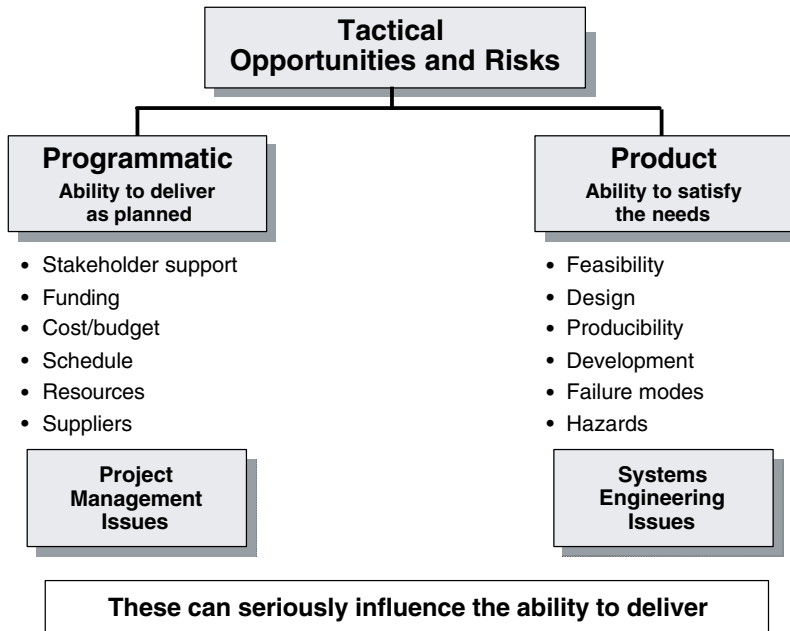 Tactical
Opportunities and Risks
Programmatic
Ability to deliver
as planned
• Stakeholder support
• Funding
• Cost/budget
• Schedule
• Resources
• Suppliers
Project
Management
Issues
Product
Ability to satisfy
the needs
• Feasibility
• Design
• Producibility
• Development
• Failure modes
• Hazards
Systems
Engineering
Issues
These can seriously influence the ability to deliver